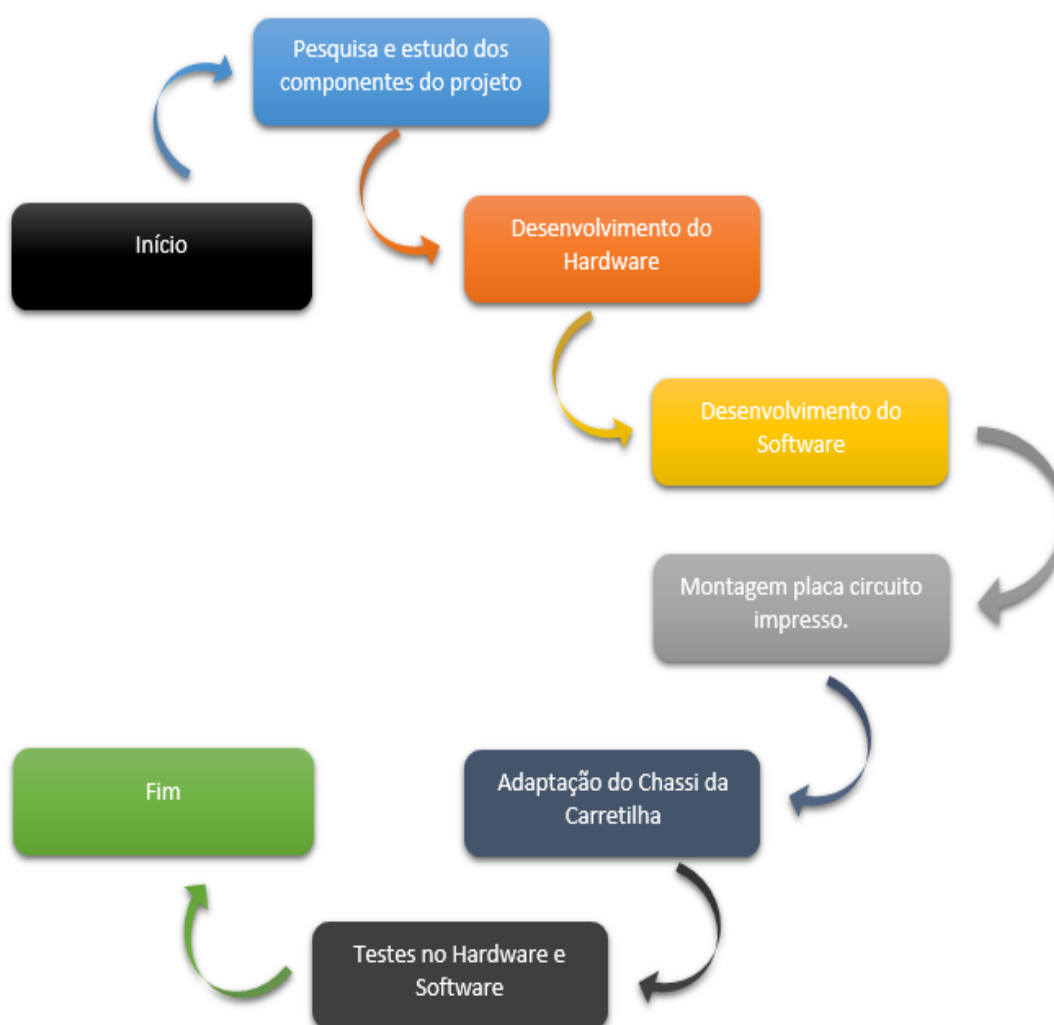 Pesquisa e estudo dos
componentes do projeto
Início
Desenvolvimento do
Hardware
Desenvolvimento do
Software
Montagem placa circuito
impresso.
Adaptação do Chassi da
Carretilha
Fim
Testes no Hardware e
Software